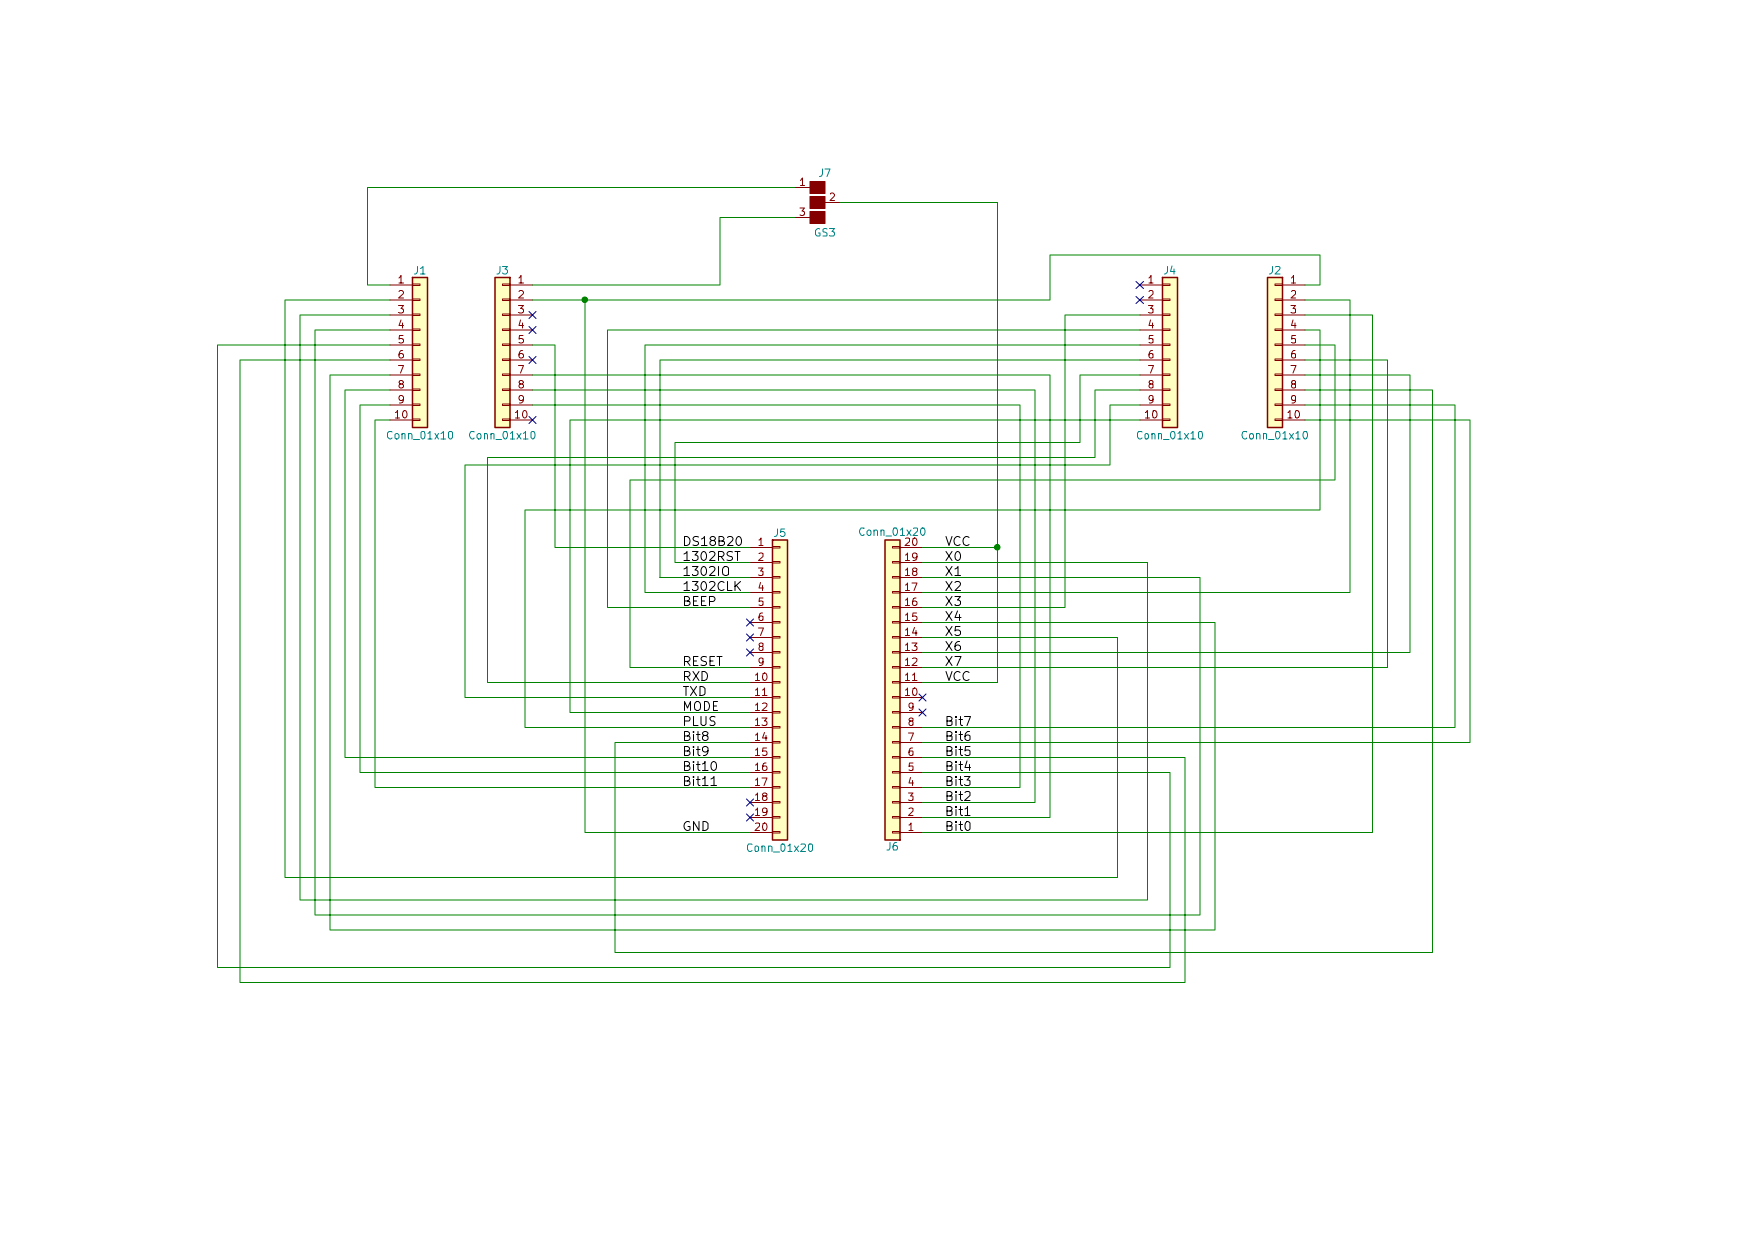 J7
1
2
3
GS3
J1
1
2
3
4
5
6
7
8
9
10
Conn_01x10
J3
1
2
3
4
5
6
7
8
9
10
Conn_01x10
J4
1
2
3
4
5
6
7
8
9
10
Conn_01x10
J2
1
2
3
4
5
6
7
8
9
10
Conn_01x10
J5
DS18B20 1
1302RST 2
1302IO 3
1302CLK 4
BEEP 5
6
7
8
RESET 9
RXD 10
TXD 11
MODE 12
PLUS 13
Bit8 14
Bit9 15
Bit10 16
Bit11 17
18
19
GND 20
Conn_01x20
Conn_01x20
20 VCC
19 X0
18 X1
17 X2
16 X3
15 X4
14 X5
13 X6
12 X7
11 VCC
10
9
8 Bit7
7 Bit6
6 Bit5
5 Bit4
4 Bit3
3 Bit2
2 Bit1
1 Bit0
J6